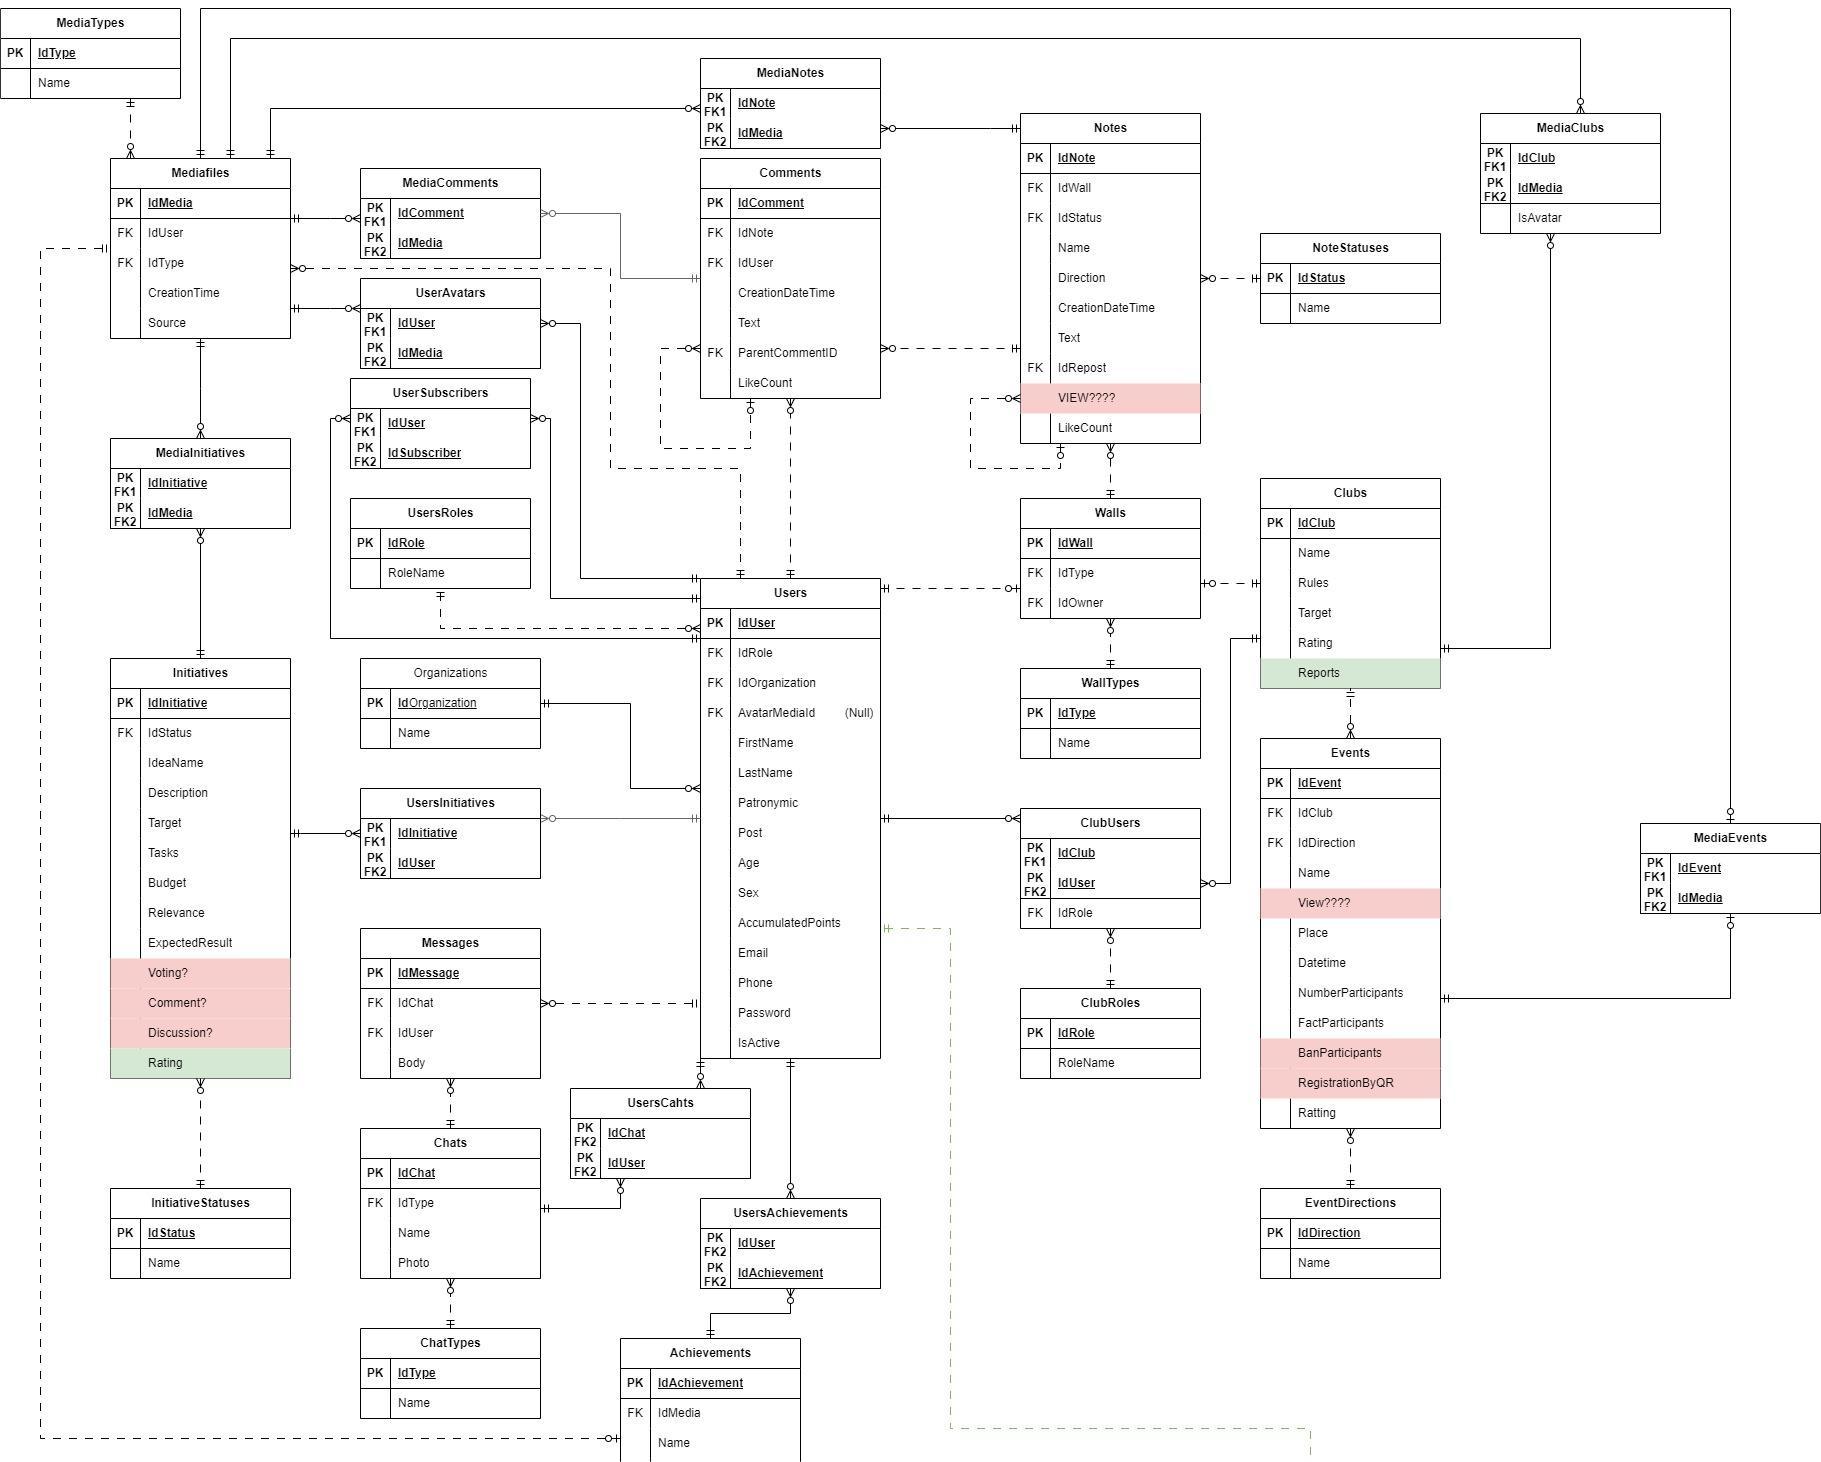 MediaTypes
PK IdType
Name
Mediafiles
PK IdMedia
FK IdUser
FK IdType
CreationTime
Source
MediaComments
PK FK1 IdComment
PK FK2 IdMedia
UserAvatars
PK FK1 IdUser
PK FK2 IdMedia
UserSubscribers
PK FK1 IdUser
PK FK2 IdSubscriber
MediaNotes
PK FK1 IdNote
PK FK2 IdMedia
Comments
PK IdComment
FK IdNote
FK IdUser
CreationDateTime
Text
FK ParentCommentID
LikeCount
Notes
PK IdNote
FK IdWall
FK IdStatus
Name
Direction
CreationDateTime
Text
FK IdRepost
VIEW????
LikeCount
NoteStatuses
PK IdStatus
Name
MediaClubs
PK FK1 IdClub
PK FK2 IdMedia
IsAvatar
MediaInitiatives
PK FK1 IdInitiative
PK FK2 IdMedia
UsersRoles
PK IdRole
RoleName
Walls
PK IdWall
FK IdType
FK IdOwner
Clubs
PK IdClub
Name
Rules
Target
Rating
Reports
Initiatives
PK IdInitiative
FK IdStatus
IdeaName
Description
Target
Tasks
Budget
Relevance
ExpectedResult
Voting?
Comment?
Discussion?
Rating
Organizations
PK IdOrganization
Name
UsersInitiatives
PK FK1 IdInitiative
PK FK2 IdUser
Users
PK IdUser
FK IdRole
FK IdOrganization
FK AvatarMediaId (Null)
FirstName
LastName
Patronymic
Post
Age
Sex
AccumulatedPoints
Email
Phone
Password
IsActive
WallTypes
PK IdType
Name
ClubUsers
PK FK1 IdClub
PK FK2 IdUser
FK IdRole
ClubRoles
PK IdRole
RoleName
Events
PK IdEvent
FK IdClub
FK IdDirection
Name
View????
Place
Datetime
NumberParticipants
FactParticipants
BanParticipants
RegistrationByQR
Ratting
MediaEvents
PK FK1 IdEvent
PK FK2 IdMedia
Messages
PK IdMessage
FK IdChat
FK IdUser
Body
UsersCahts
PK FK2 IdChat
PK FK2 IdUser
Chats
PK IdChat
FK IdType
Name
Photo
InitiativeStatuses
PK IdStatus
Name
UsersAchievements
PK FK2 IdUser
PK FK2 IdAchievement
EventDirections
PK IdDirection
Name
ChatTypes
PK IdType
Name
Achievements
PK IdAchievement
FK IdMedia
Name